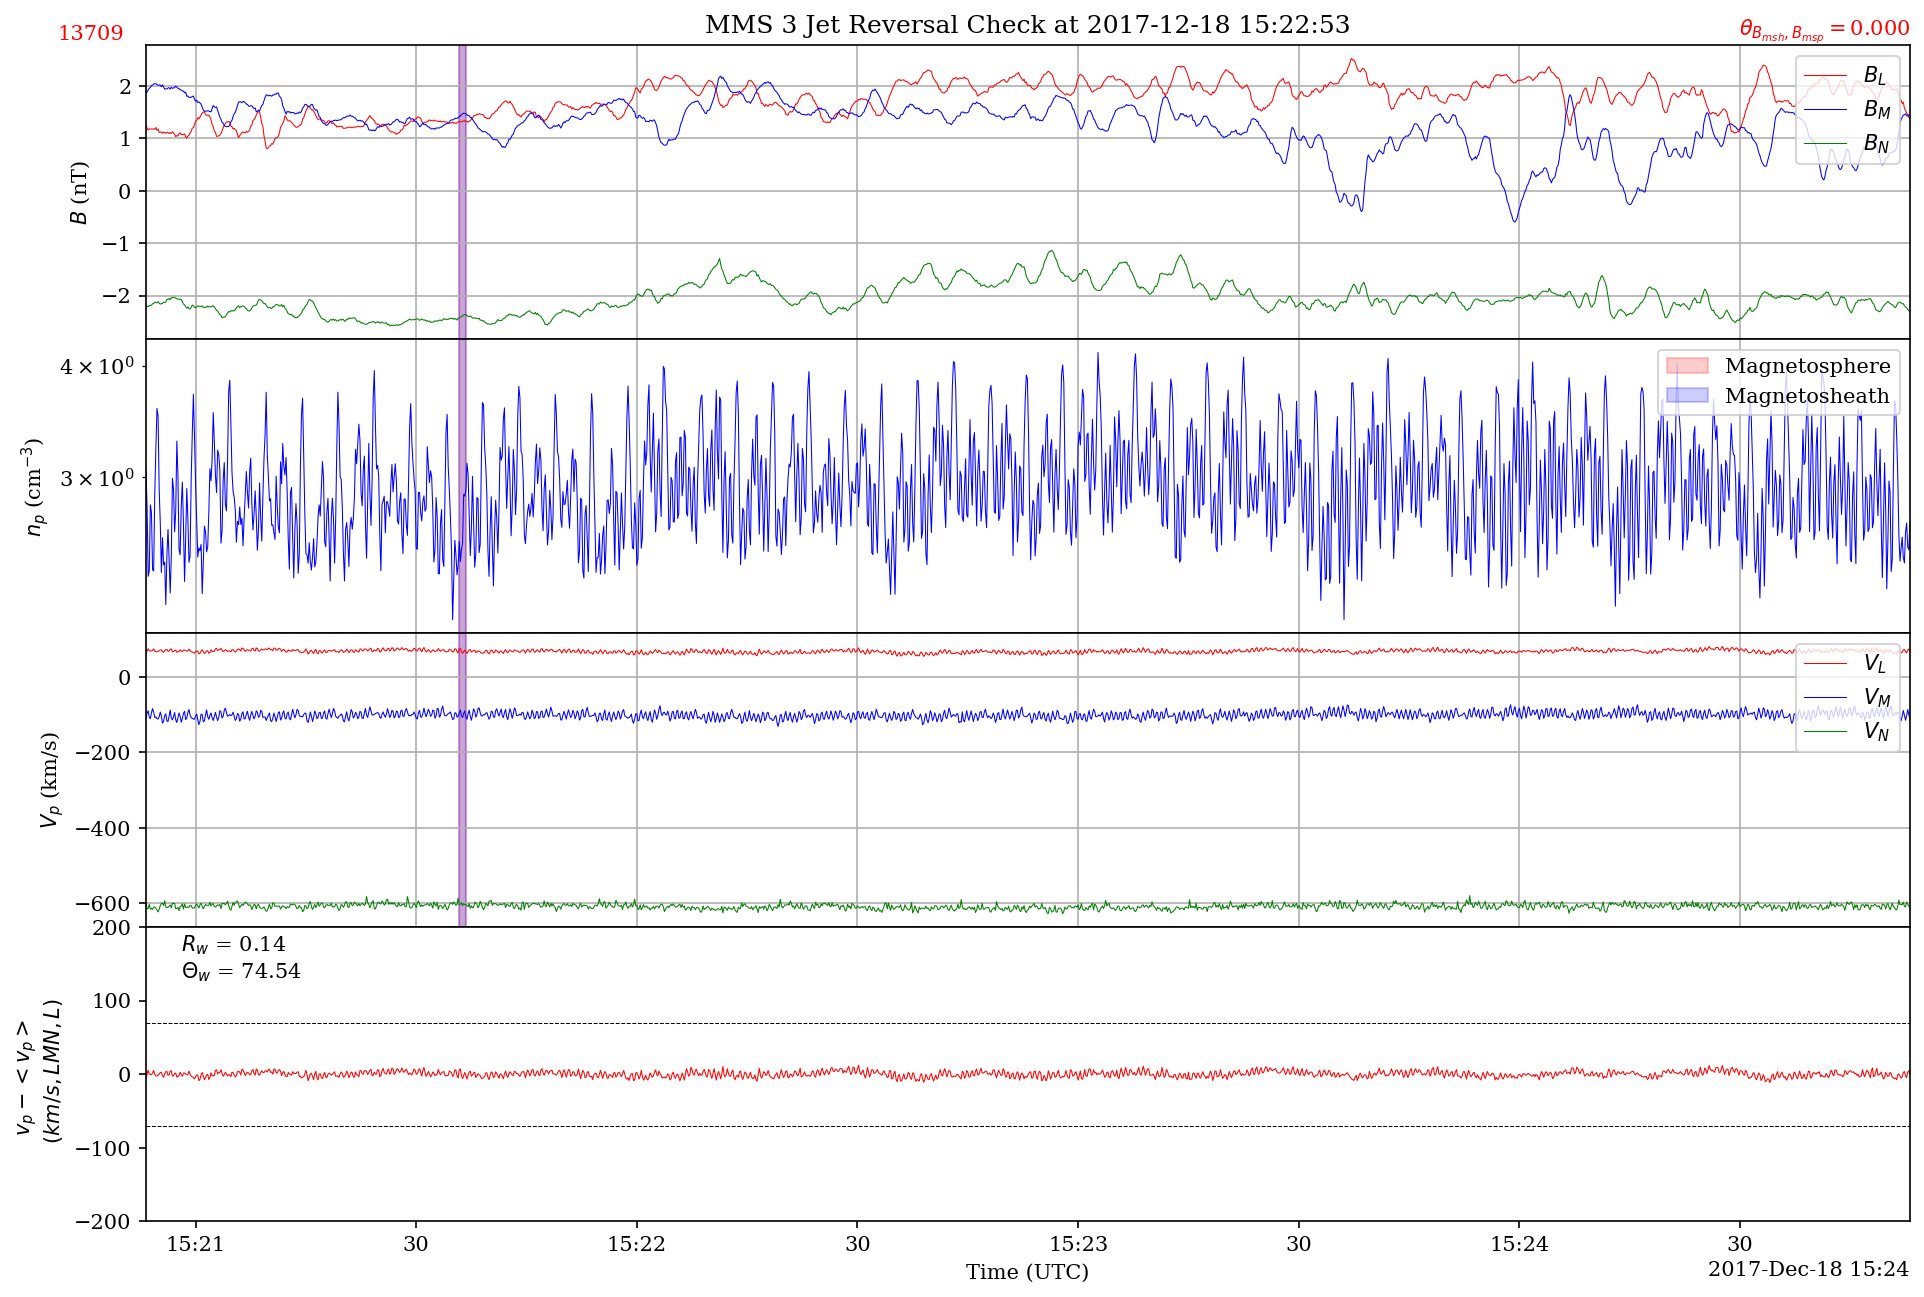 13709
MMS 3 Jet Reversal Check at 2017-12-18 15:22:53
θ_{B_{msh}, B_{msp}} = 0.000
2
1
0
−1
−2
B (nT)
B_L
B_M
B_N
4 × 10^0
3 × 10^0
n_p (cm^{−3})
Magnetosphere
Magnetosheath
0
−200
−400
−600
V_p (km/s)
V_L
V_M
V_N
200
100
0
−100
−200
v_p − < v_p >
(km/s, LMN, L)
R_w = 0.14
Θ_w = 74.54
15:21
30
15:22
30
15:23
30
15:24
30
Time (UTC)
2017-Dec-18 15:24